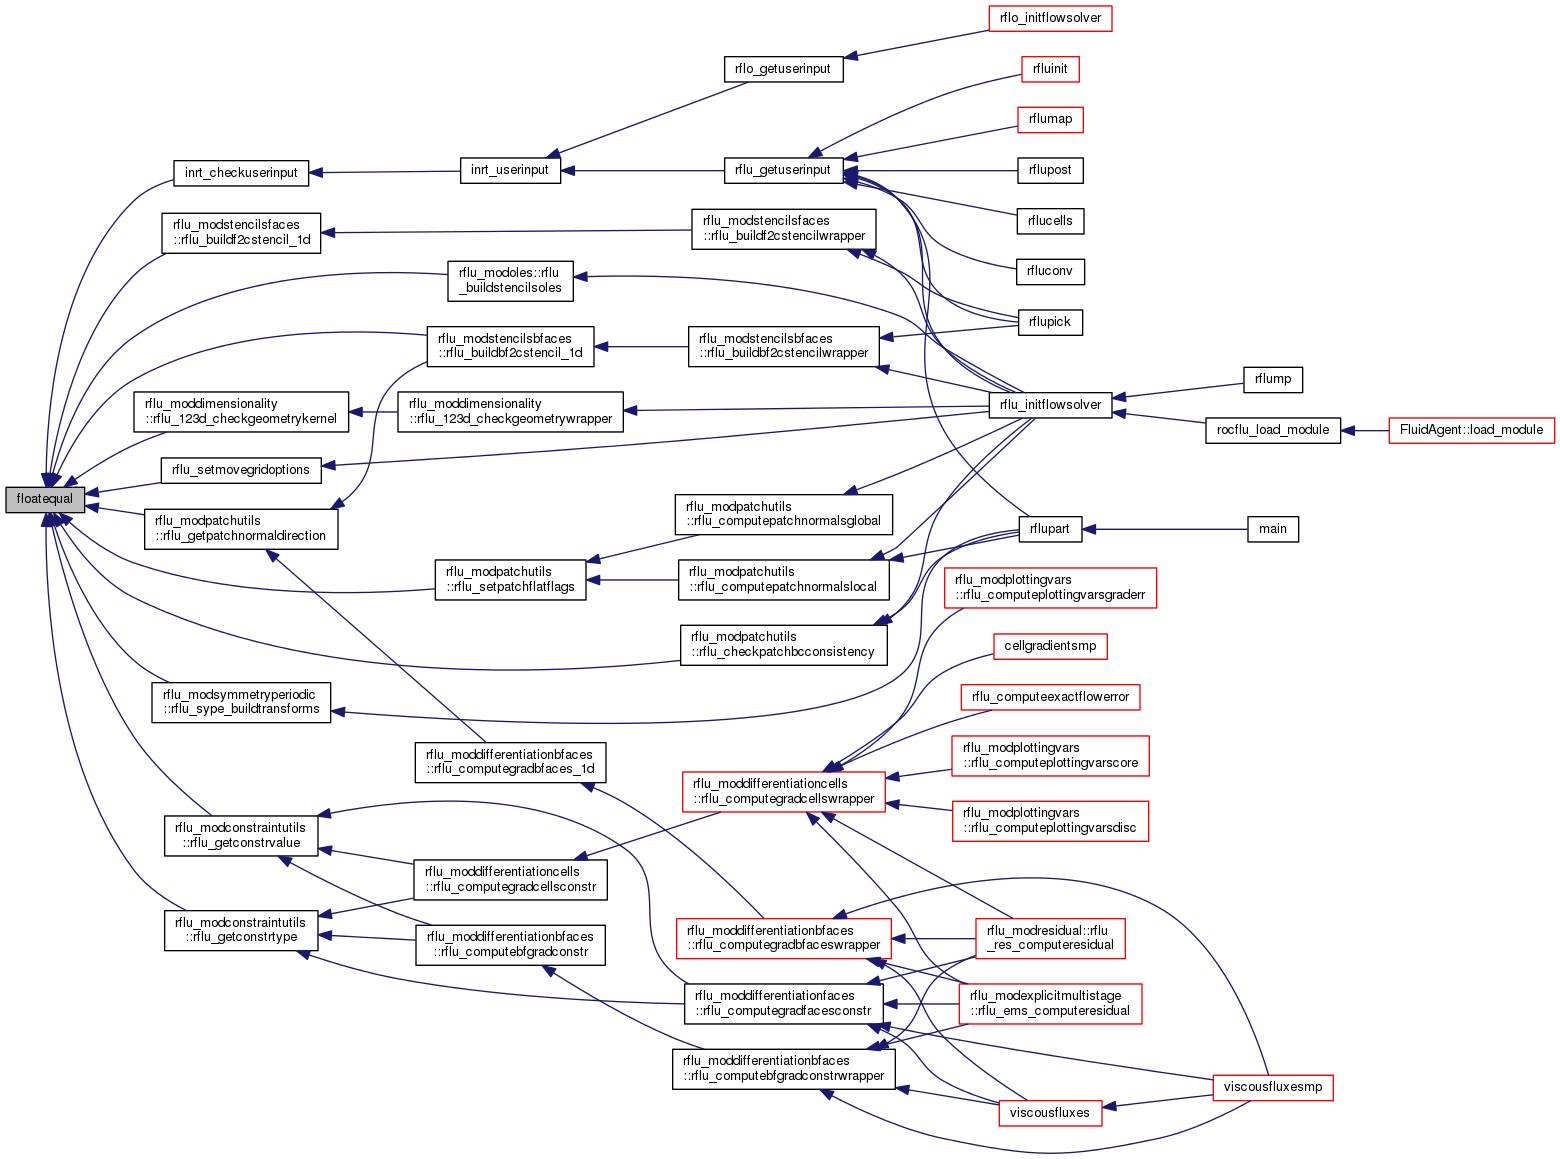 rflo_initflowsolver
rflo_getuserinput
rfluinit
rflumap
inrt_checkuserinput
inrt_userinput
rflu_getuserinput
rflupost
rflucells
rflu_modstencilsfaces
::rflu_buildf2cstencil_1d
rflu_modstencilsfaces
::rflu_buildf2cstencilwrapper
rfluconv
rflu_modoles::rflu
_buildstencilsoles
rflupick
rflu_modstencilsbfaces
::rflu_buildbf2cstencil_1d
rflu_modstencilsbfaces
::rflu_buildbf2cstencilwrapper
rflump
rflu_moddimensionality
::rflu_123d_checkgeometrykernel
rflu_moddimensionality
::rflu_123d_checkgeometrywrapper
rflu_initflowsolver
rocflu_load_module
FluidAgent::load_module
rflu_setmovegridoptions
floatequal
rflu_modpatchutils
::rflu_getpatchnormaldirection
rflu_modpatchutils
::rflu_computepatchnormalsglobal
rflupart
main
rflu_modpatchutils
::rflu_setpatchflatflags
rflu_modpatchutils
::rflu_computepatchnormalslocal
rflu_modplottingvars
::rflu_computeplottingvarsgraderr
rflu_modpatchutils
::rflu_checkpatchbcconsistency
cellgradientsmp
rflu_modsymmetryperiodic
::rflu_sype_buildtransforms
rflu_computeexactflowerror
rflu_moddifferentiationbfaces
::rflu_computegradbfaces_1d
rflu_modplottingvars
::rflu_computeplottingvarscore
rflu_moddifferentiationcells
::rflu_computegradcellswrapper
rflu_modplottingvars
::rflu_computeplottingvarsdisc
rflu_modconstraintutils
::rflu_getconstrvalue
rflu_moddifferentiationcells
::rflu_computegradcellsconstr
rflu_modconstraintutils
::rflu_getconstrtype
rflu_moddifferentiationbfaces
::rflu_computebfgradconstr
rflu_moddifferentiationbfaces
::rflu_computegradbfaceswrapper
rflu_modresidual::rflu
_res_computeresidual
rflu_moddifferentiationfaces
::rflu_computegradfacesconstr
rflu_modexplicitmultistage
::rflu_ems_computeresidual
rflu_moddifferentiationbfaces
::rflu_computebfgradconstrwrapper
viscousfluxes
viscousfluxesmp